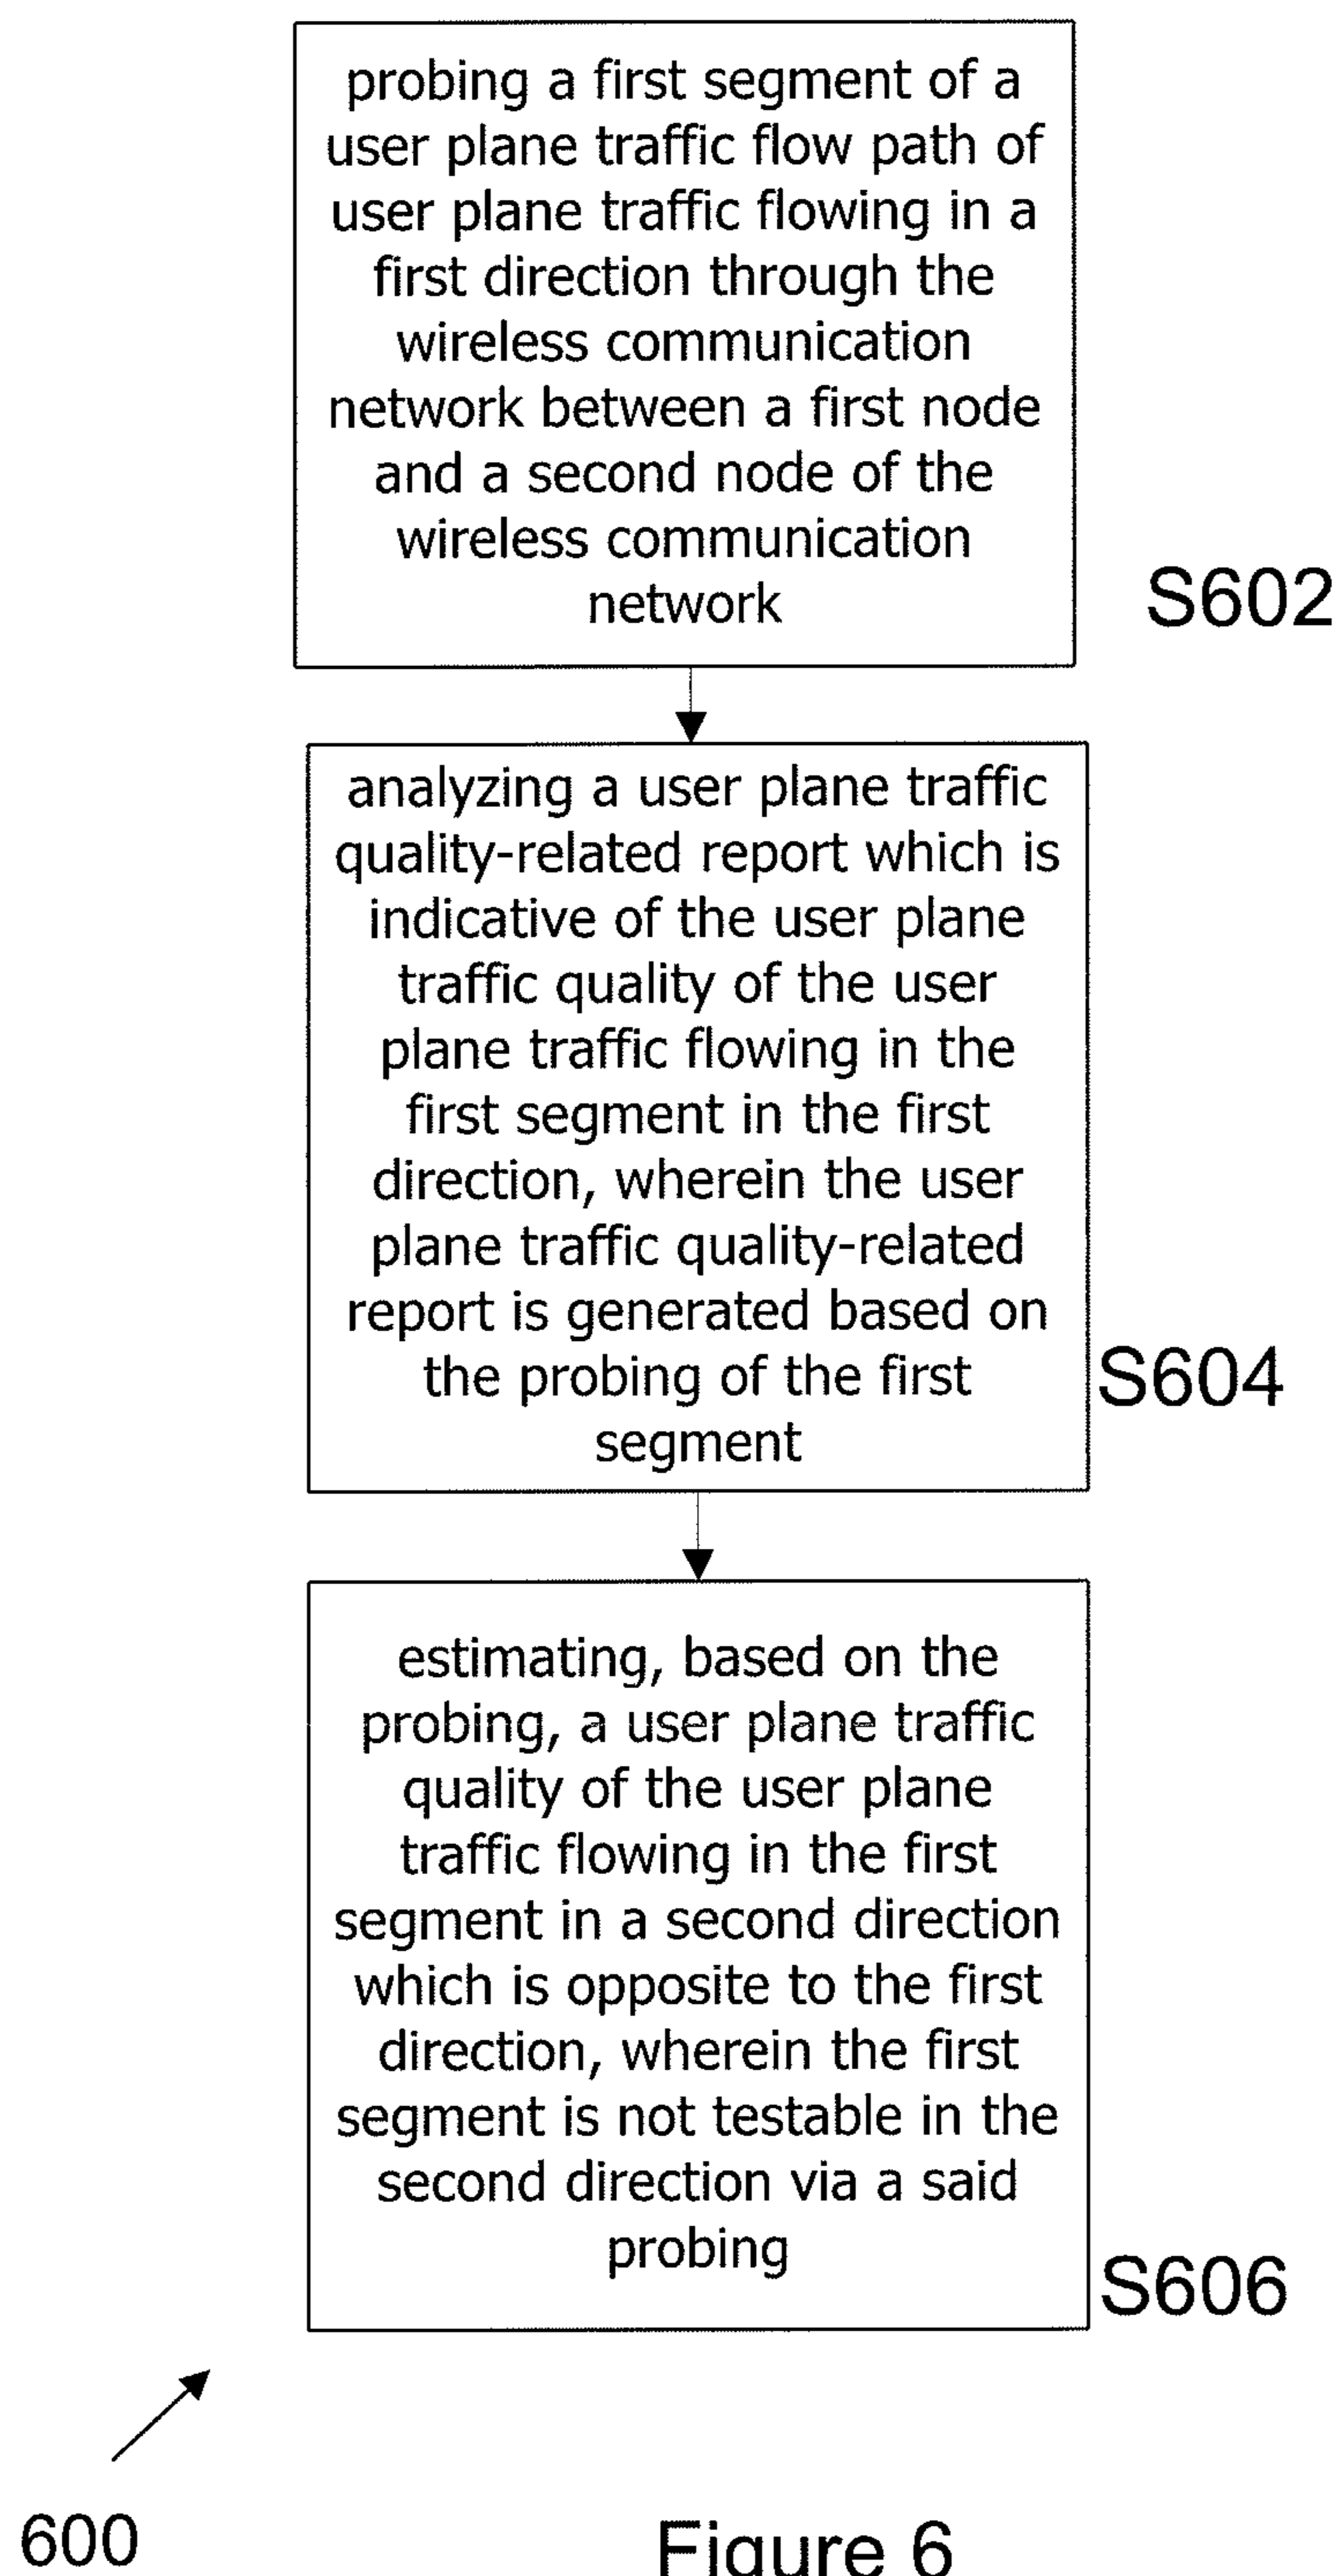 probing a first segment of a
user plane traffic flow path of
user plane traffic flowing in a
first direction through the
wireless communication
network between a first node
and a second node of the
wireless communication
network
S602
analyzing a user plane traffic
quality-related report which is
indicative of the user plane
traffic quality of the user
plane traffic flowing in the
first segment in the first
direction, wherein the user
plane traffic quality-related
report is generated based on
the probing of the first
segment
S604
estimating, based on the
probing, a user plane traffic
quality of the user plane
traffic flowing in the first
segment in a second direction
which is opposite to the first
direction, wherein the first
segment is not testable in the
second direction via a said
probing
S606
600
Figure 6